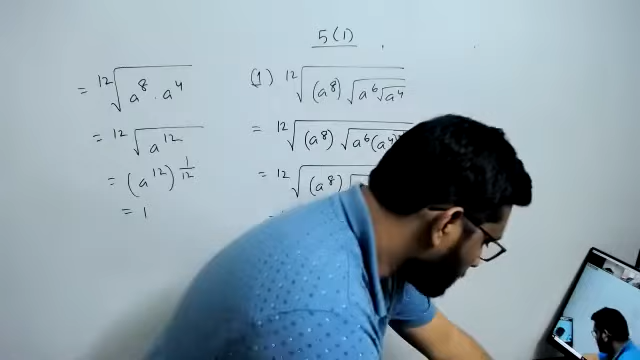 5(1)
(1) ¹²√((a⁸)√(a⁶√a⁴))
= ¹²√((a⁸)√(a⁶(a⁴)
= ¹²√((a⁸)√
=
= ¹²√(a⁸ · a⁴)
= ¹²√(a¹²)
= (a¹²)^(1/12)
= 1